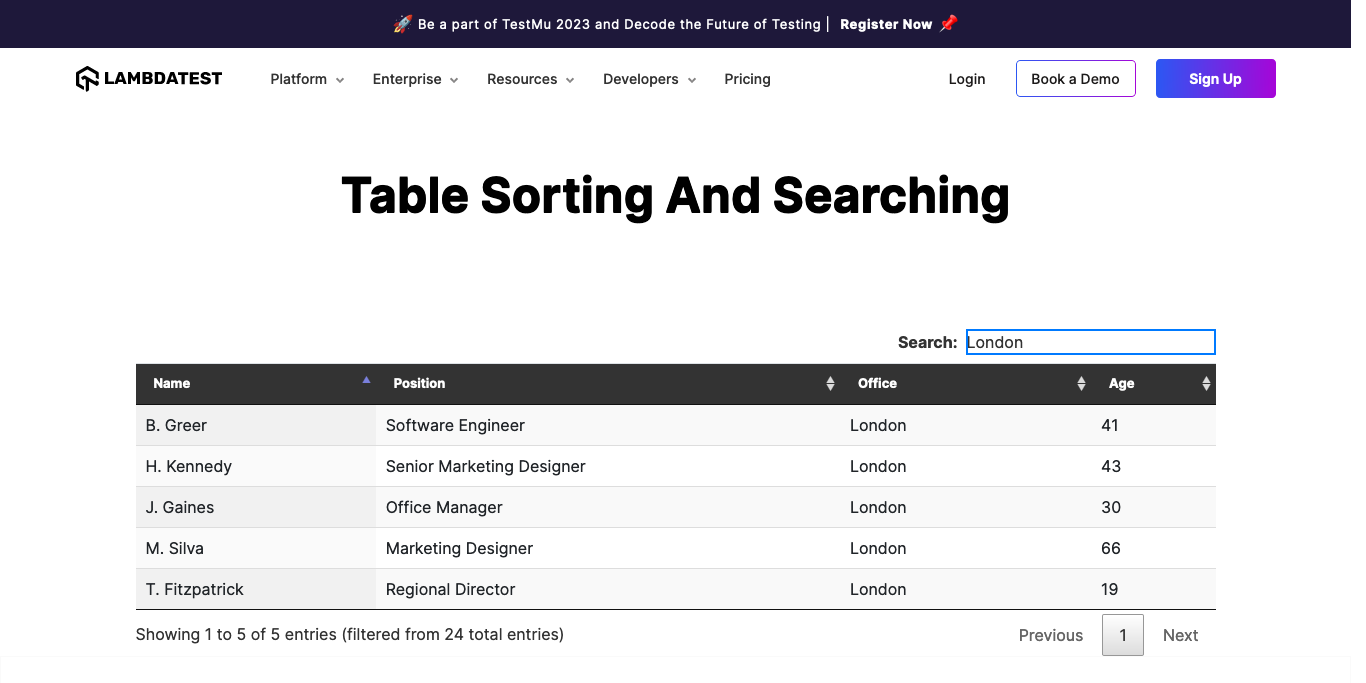 🚀 Be a part of TestMu 2023 and Decode the Future of Testing | Register Now 📌
LAMBDATEST Platform Enterprise Resources Developers Pricing Login Book a Demo Sign Up
Table Sorting And Searching
Search: London
Name Position Office Age
B. Greer Software Engineer London 41
H. Kennedy Senior Marketing Designer London 43
J. Gaines Office Manager London 30
M. Silva Marketing Designer London 66
T. Fitzpatrick Regional Director London 19
Showing 1 to 5 of 5 entries (filtered from 24 total entries) Previous 1 Next